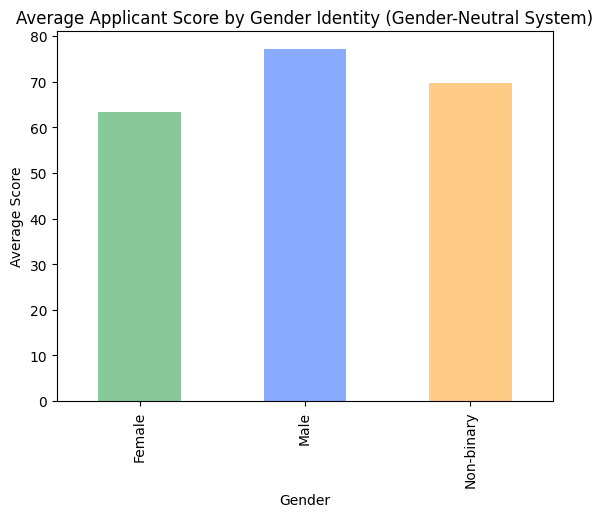 Average Applicant Score by Gender Identity (Gender-Neutral System)
80
70
60
50
40
30
20
10
0
Average Score
Female
Male
Non-binary
Gender